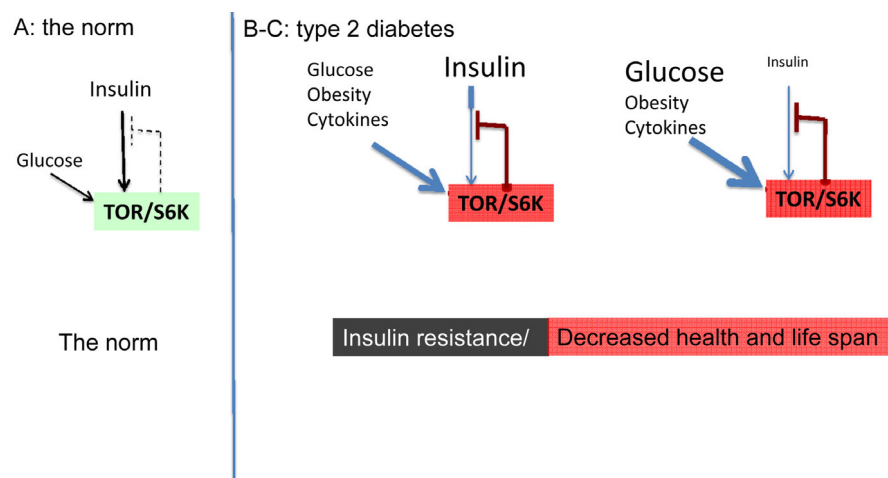 A: the norm
Insulin
Glucose
TOR/S6K
The norm
B-C: type 2 diabetes
Glucose
Obesity
Cytokines
Insulin
TOR/S6K
Glucose
Obesity
Cytokines
Insulin
TOR/S6K
Insulin resistance/ Decreased health and life span